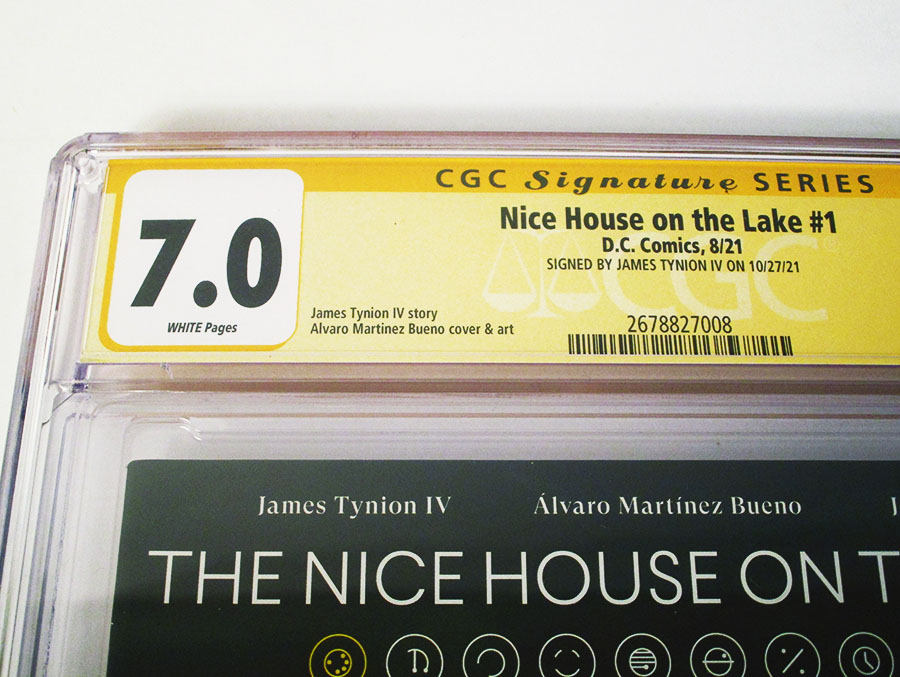 CGC Signature SERIES
7.0
WHITE Pages
Nice House on the Lake #1
D.C. Comics, 8/21
SIGNED BY JAMES TYNION IV ON 10/27/21
CGC
James Tynion IV story
Alvaro Martinez Bueno cover & art
2678827008
James Tynion IV Álvaro Martínez Bueno J
THE NICE HOUSE ON T